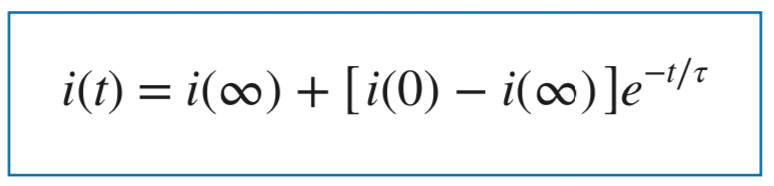 i(t) = i(∞) + [i(0) − i(∞)]e^{−t/τ}